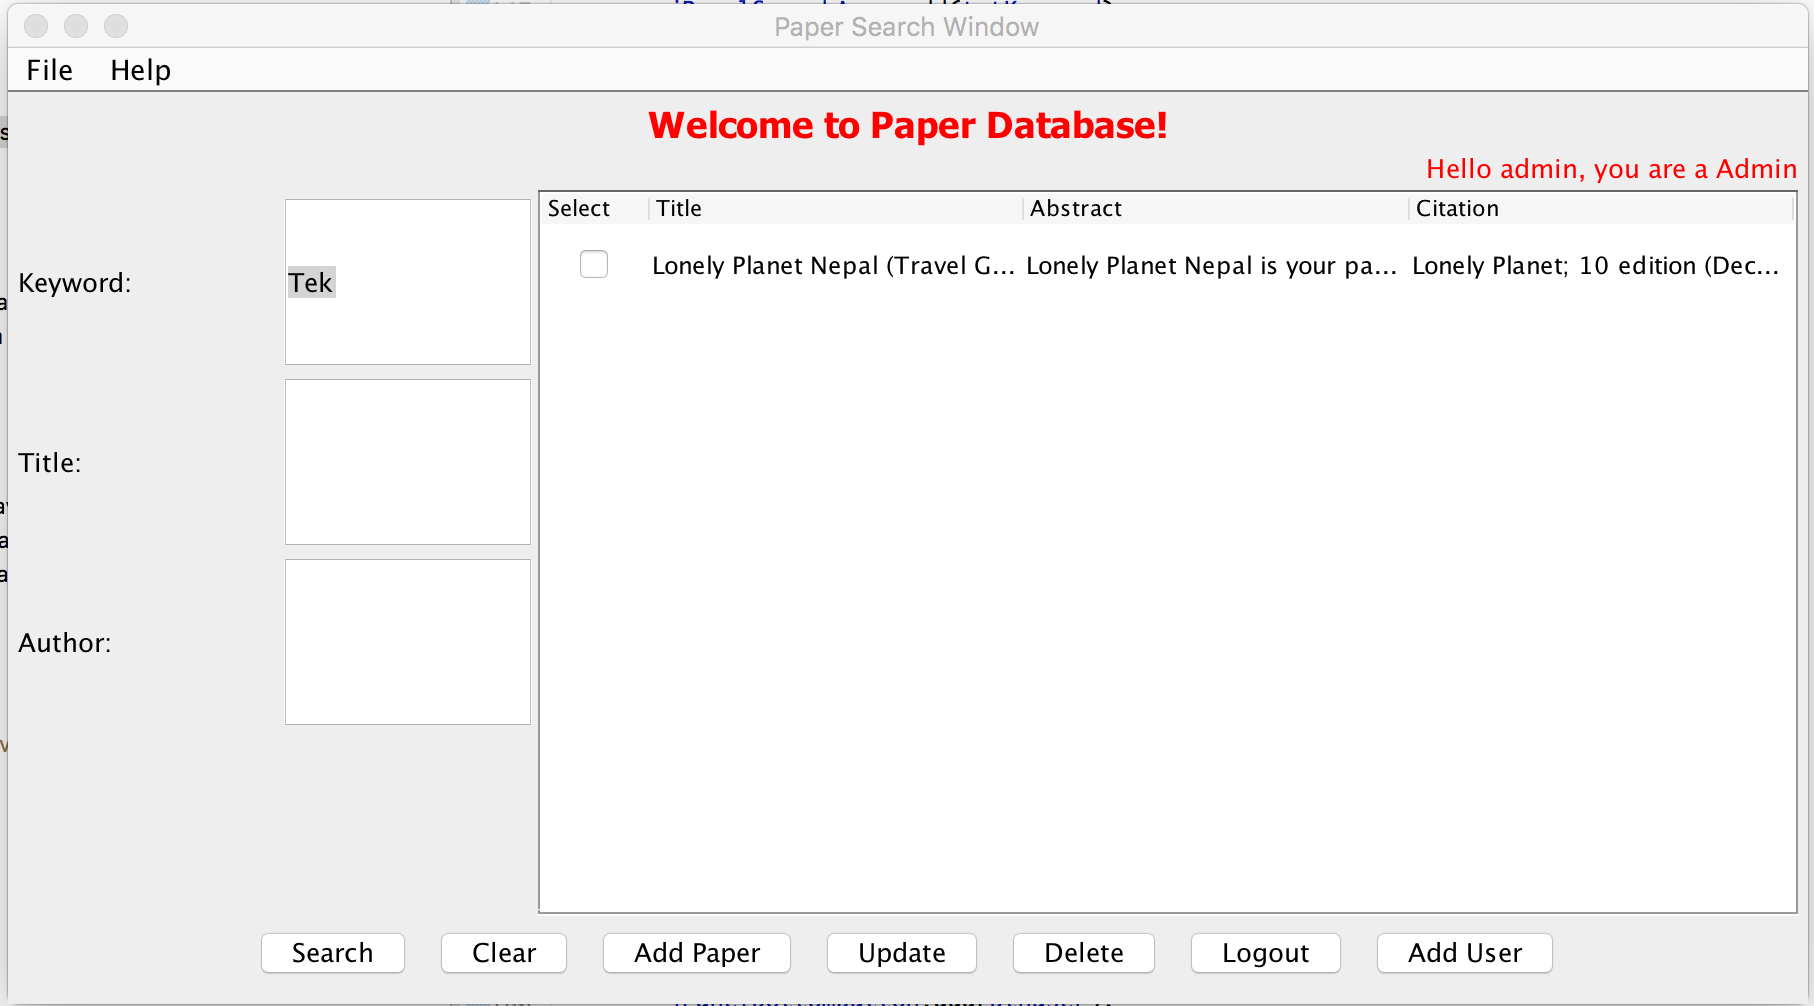 Paper Search Window
File Help
Welcome to Paper Database!
Hello admin, you are a Admin
Select Title Abstract Citation
Lonely Planet Nepal (Travel G... Lonely Planet Nepal is your pa... Lonely Planet; 10 edition (Dec...
Keyword: Tek
Title:
Author:
Search Clear Add Paper Update Delete Logout Add User